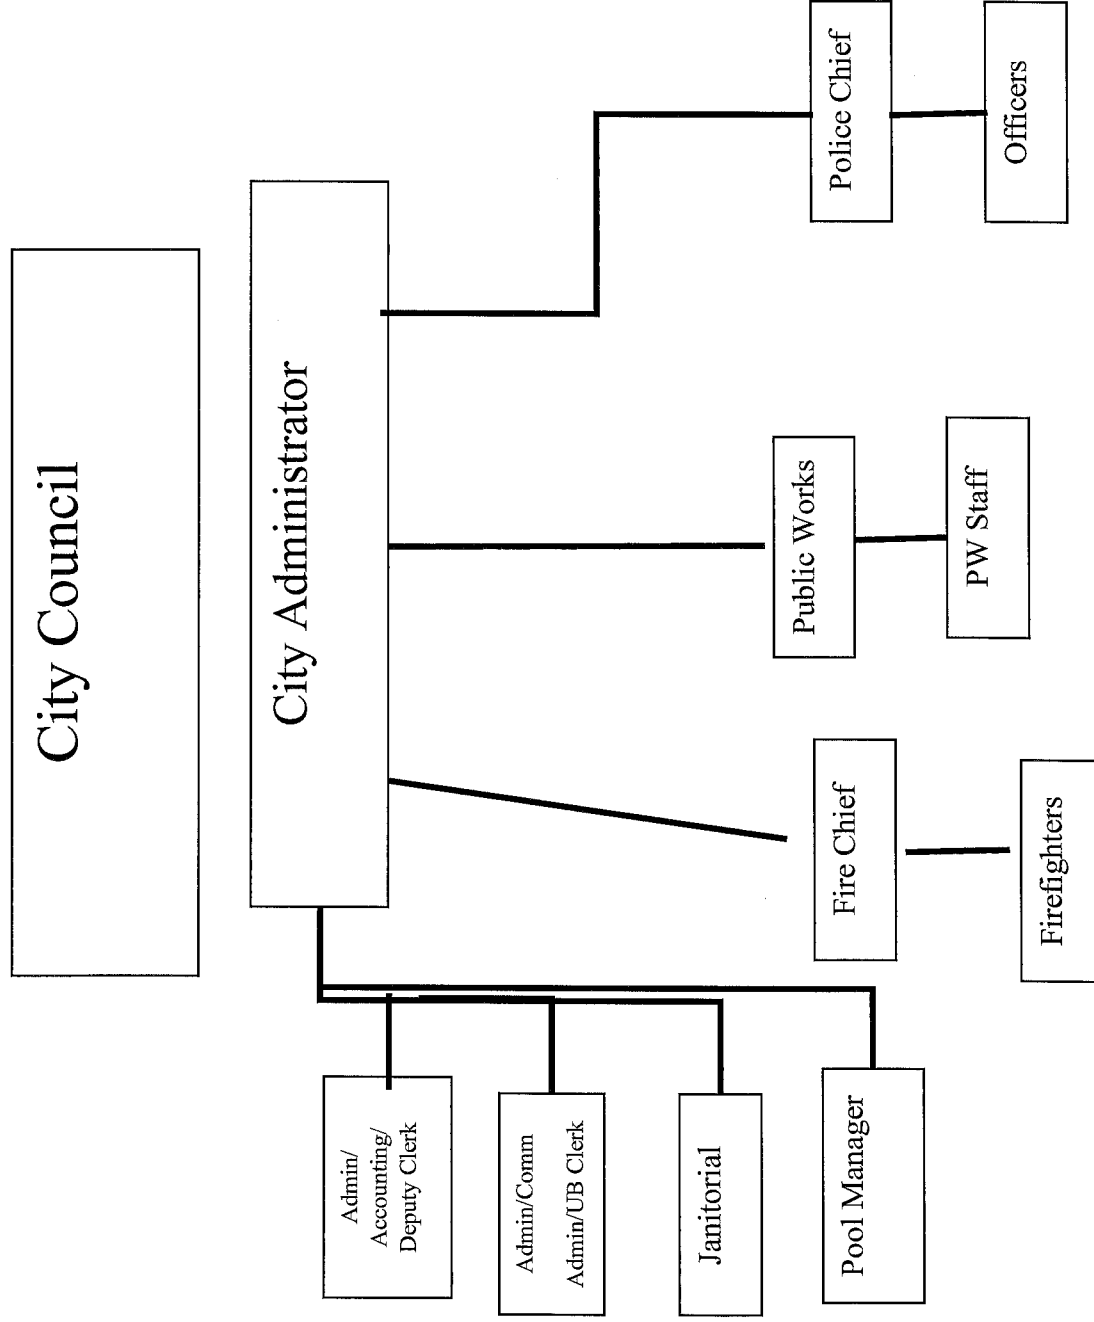 City Council
City Administrator
Admin/
Accounting/
Deputy Clerk
Admin/Comm
Admin/UB Clerk
Janitorial
Pool Manager
Fire Chief
Firefighters
Public Works
PW Staff
Police Chief
Officers